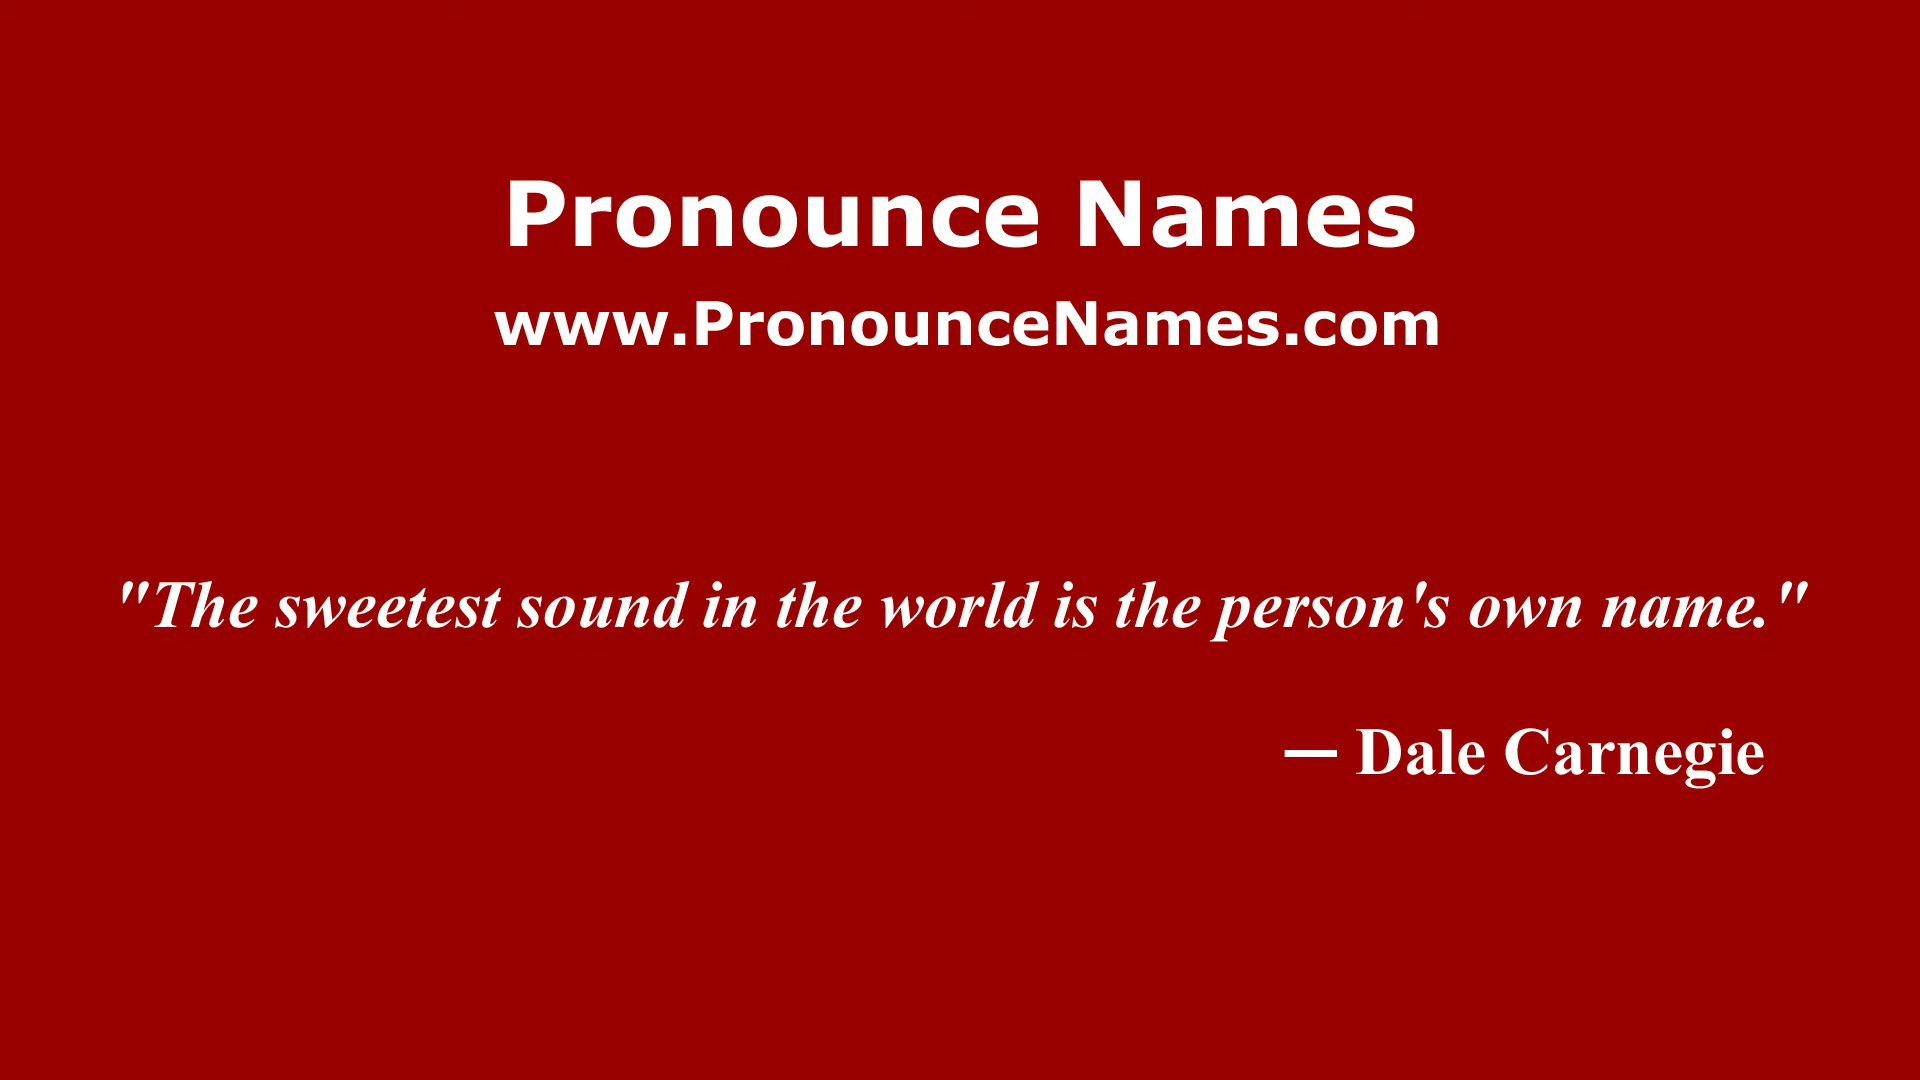 Pronounce Names
www.PronounceNames.com
"The sweetest sound in the world is the person's own name."
— Dale Carnegie